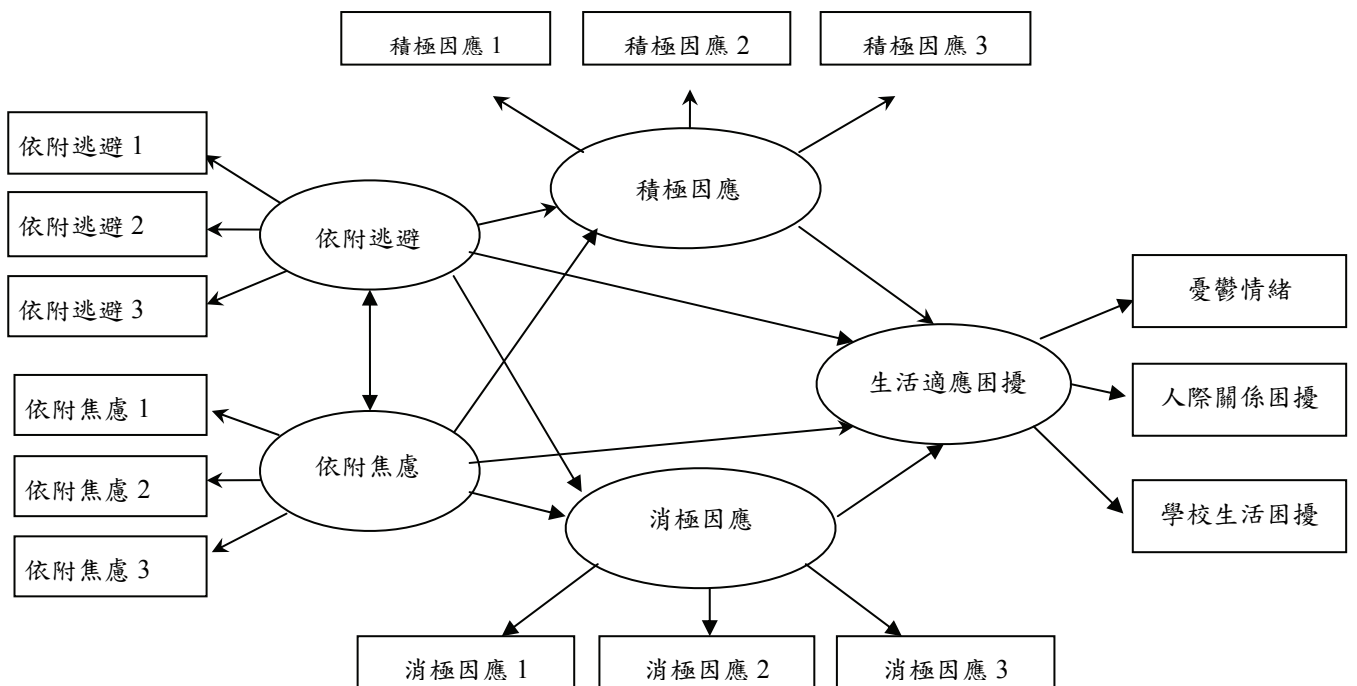 積極因應 1
積極因應 2
積極因應 3
依附逃避 1
依附逃避 2
依附逃避 3
依附逃避
積極因應
憂鬱情緒
生活適應困擾
人際關係困擾
學校生活困擾
依附焦慮 1
依附焦慮 2
依附焦慮 3
依附焦慮
消極因應
消極因應 1
消極因應 2
消極因應 3